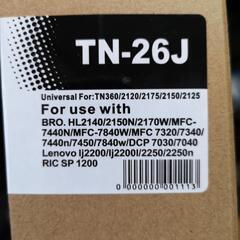 TN-26J
Universal For:TN360/2120/2175/2150/2125
For use with
BRO. HL2140/2150N/2170W/MFC-
7440N/MFC-7840W/MFC 7320/7340/
7440n/7450/7840w/DCP 7030/7040
Lenovo lj2200/lj2200l/2250/2250n
RIC SP 1200
0 000000 001113